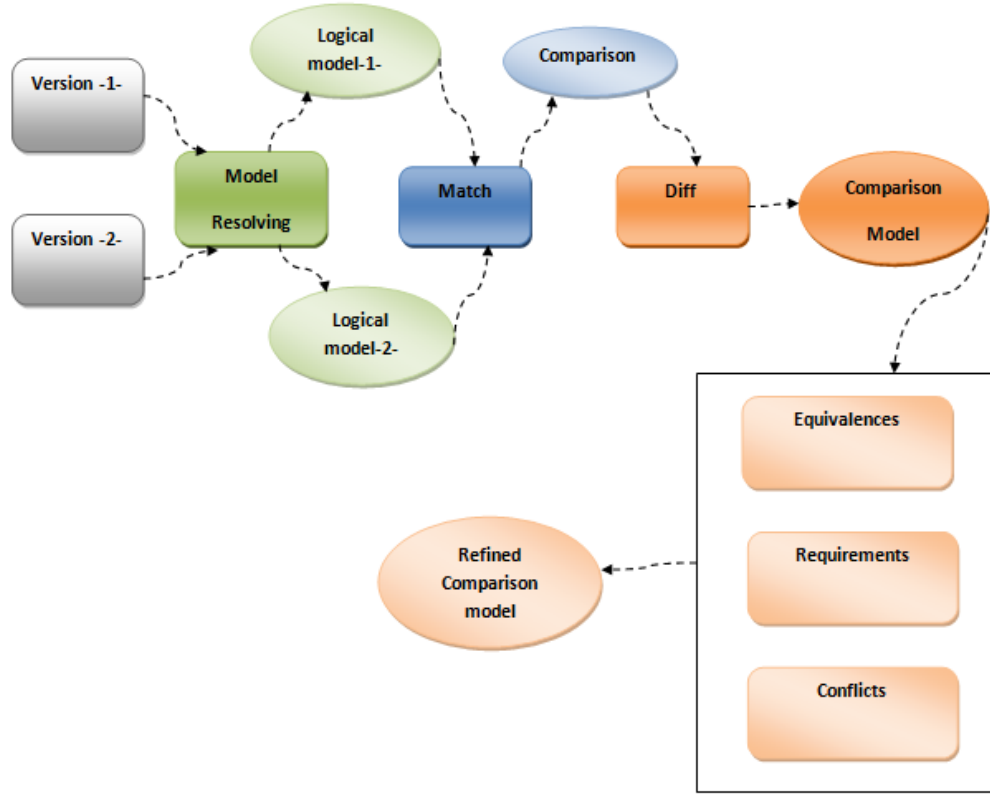 Version -1-
Version -2-
Model
Resolving
Logical
model-1-
Logical
model-2-
Match
Comparison
Diff
Comparison
Model
Equivalences
Requirements
Conflicts
Refined
Comparison
model